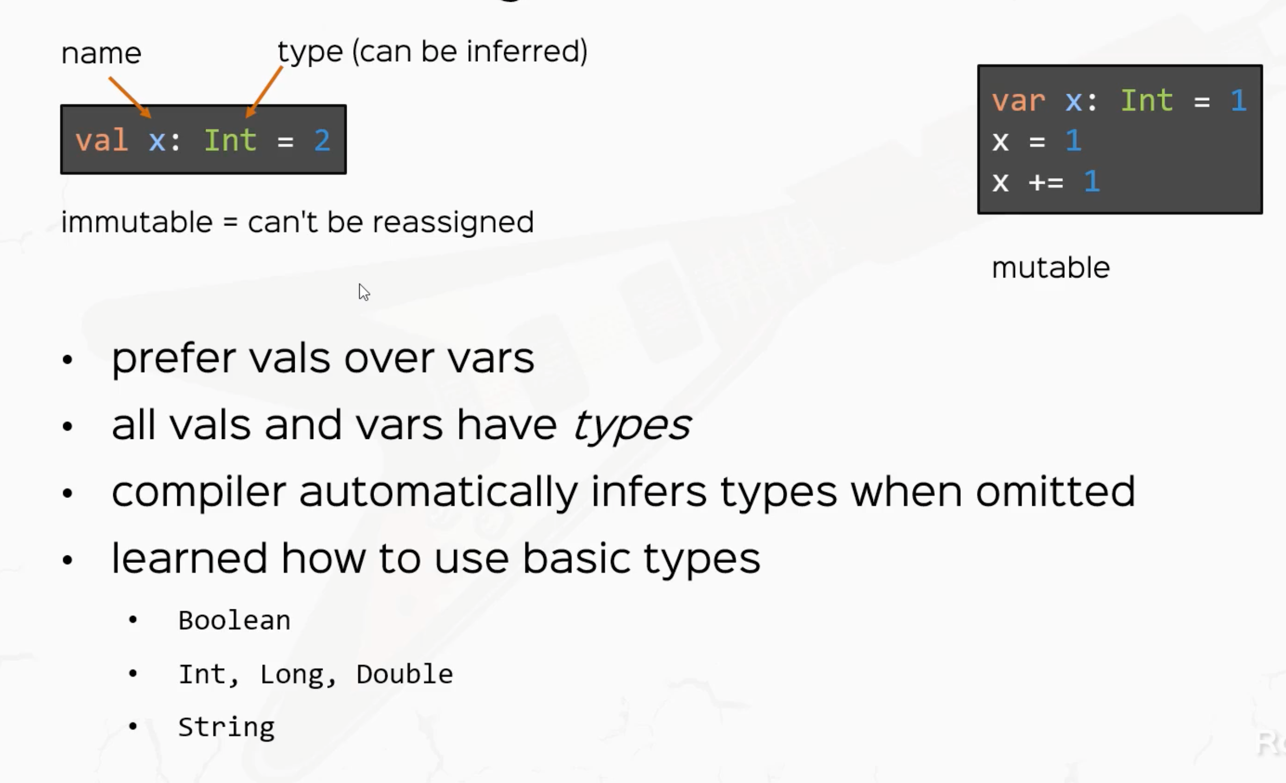 name
type (can be inferred)
val x: Int = 2
immutable = can't be reassigned
var x: Int = 1
x = 1
x += 1
mutable
• prefer vals over vars
• all vals and vars have types
• compiler automatically infers types when omitted
• learned how to use basic types
• Boolean
• Int, Long, Double
• String